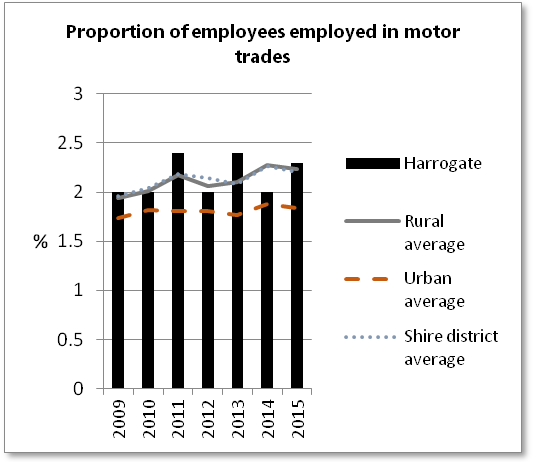 Proportion of employees employed in motor
trades
3
2.5
2
1.5
1
0.5
0
%
2009
2010
2011
2012
2013
2014
2015
Harrogate
Rural
average
Urban
average
Shire district
average